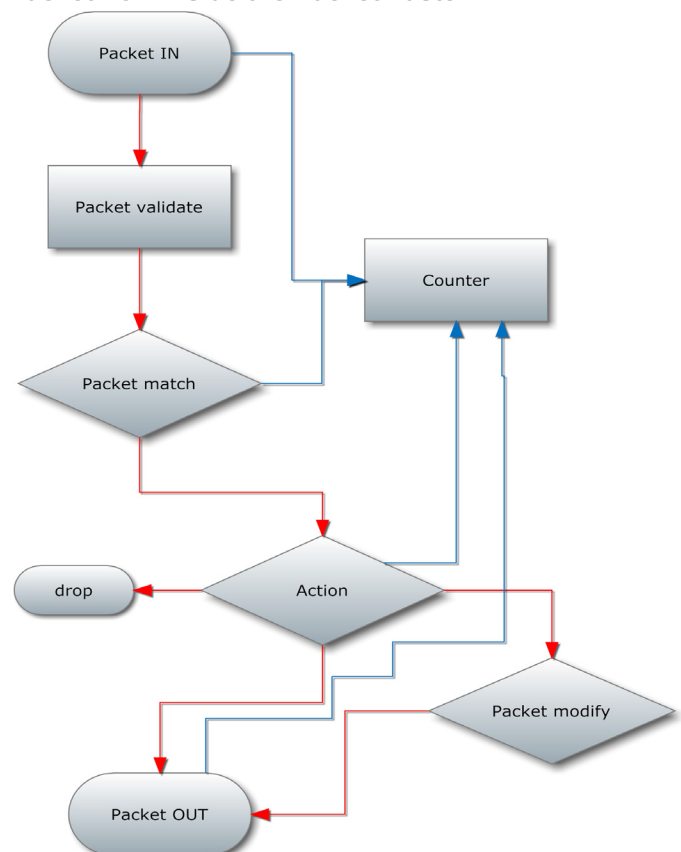 Packet IN
Packet validate
Counter
Packet match
Action
drop
Packet modify
Packet OUT